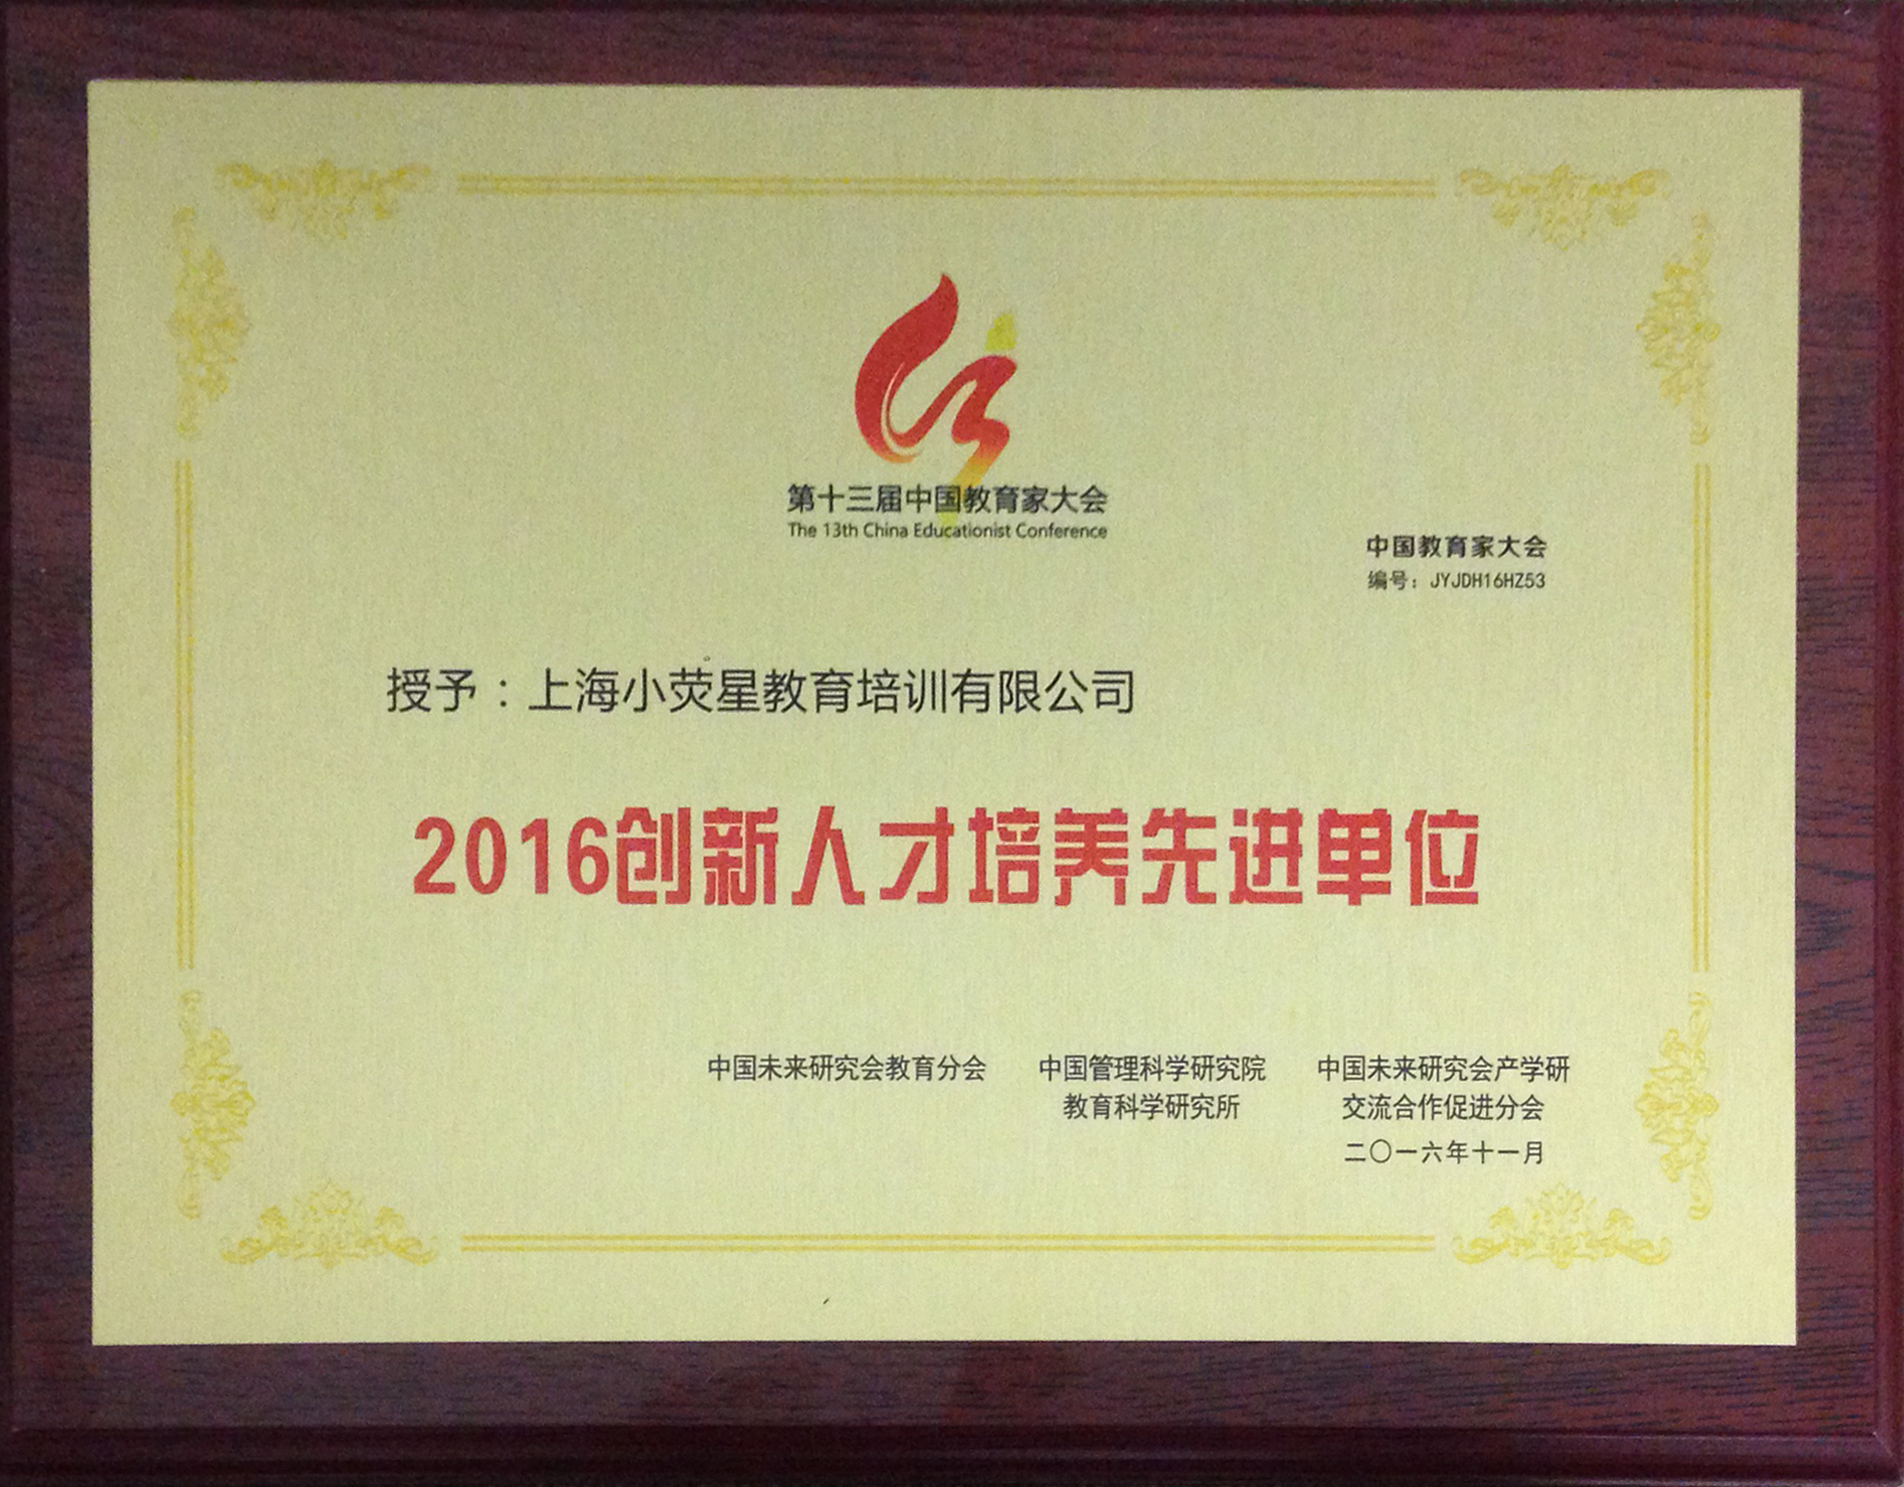 第十三届中国教育家大会
The 13th China Educationist Conference
中国教育家大会
编号：JYJDH16HZ53
授予：上海小荧星教育培训有限公司
2016创新人才培养先进单位
中国未来研究会教育分会 中国管理科学研究院 中国未来研究会产学研
教育科学研究所 交流合作促进分会
二〇一六年十一月